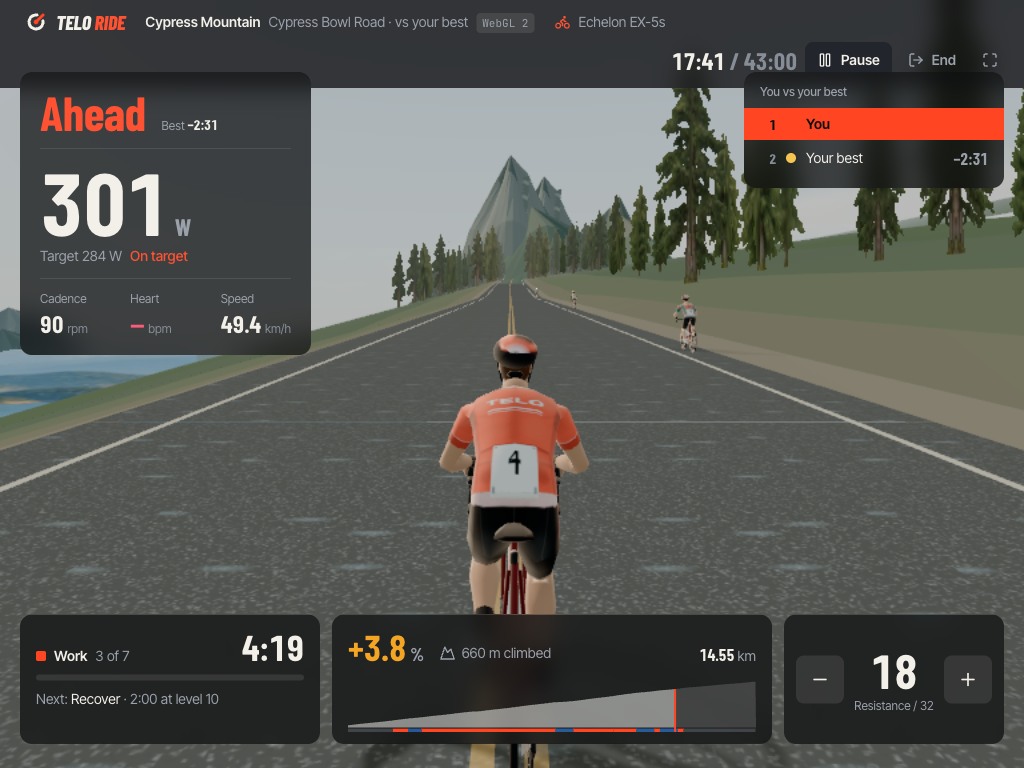 TELO RIDE Cypress Mountain Cypress Bowl Road · vs your best WebGL 2 Echelon EX-5s
17:41 / 43:00 Pause End
Ahead Best −2:31
301 W
Target 284 W On target
Cadence Heart Speed
90 rpm — bpm 49.4 km/h
You vs your best
1 You
2 Your best −2:31
TELO
4
Work 3 of 7 4:19
Next: Recover · 2:00 at level 10
+3.8 % 660 m climbed 14.55 km
− 18 +
Resistance / 32